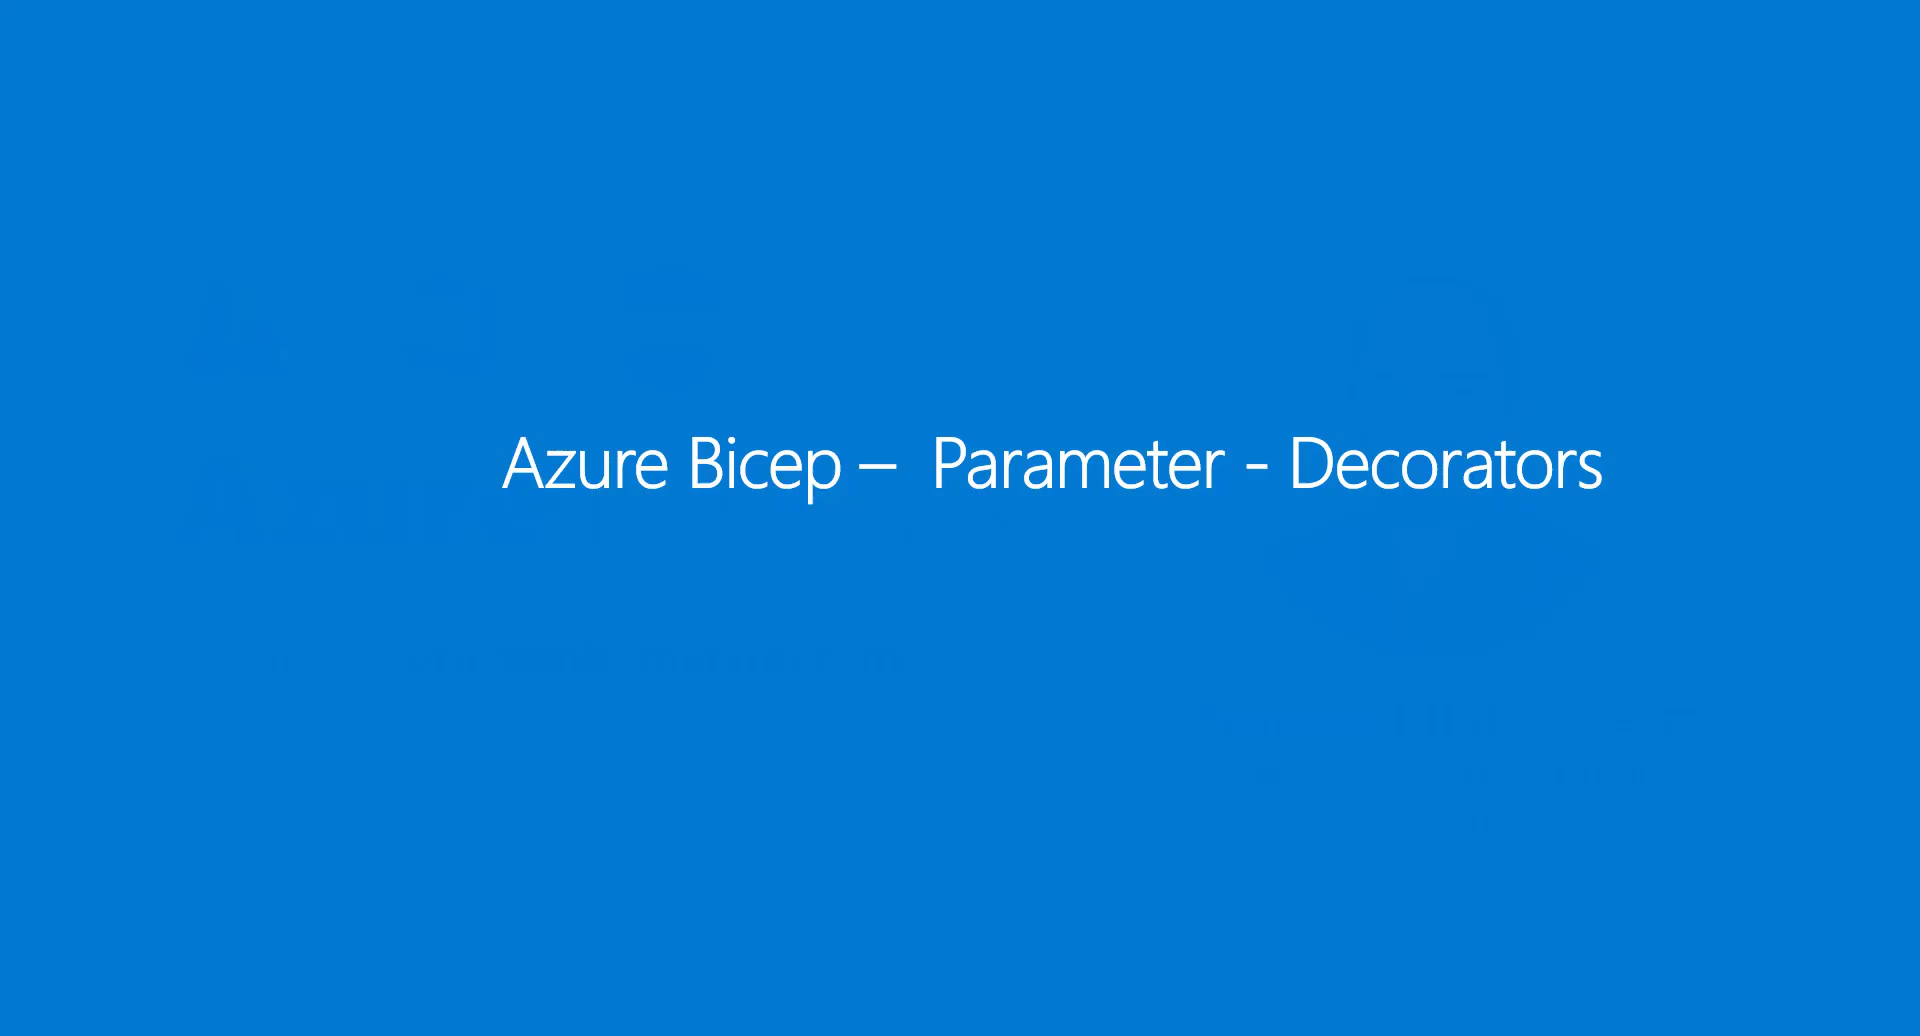 Azure Bicep –  Parameter - Decorators